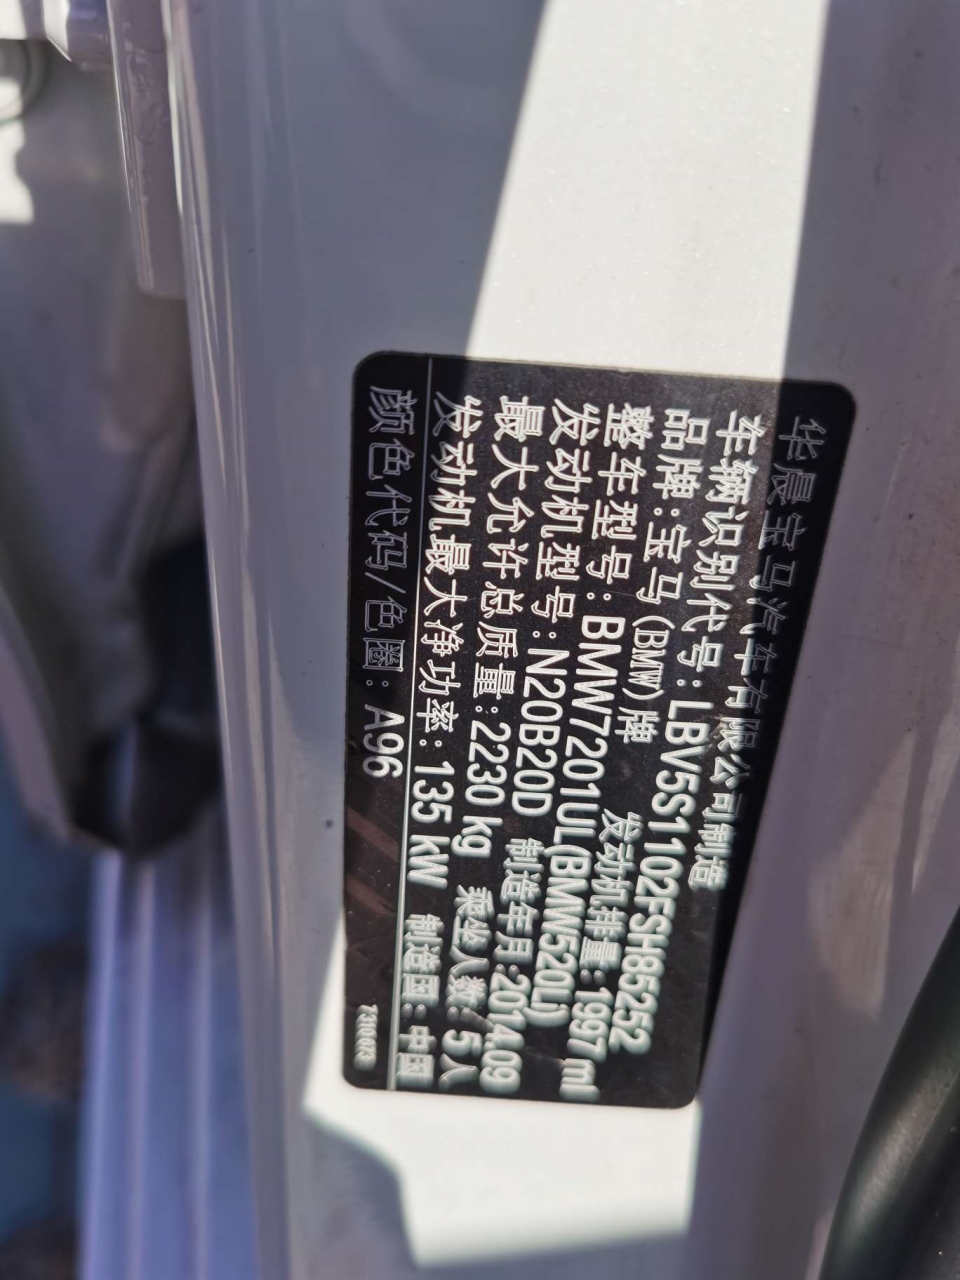 华晨宝马汽车有限公司制造
车辆识别代号: LBV5S1102FSH85252
品牌:宝马(BMW)牌 发动机排量: 1997 ml
整车型号: BMW7201UL(BMW520Li)
发动机型号: N20B20D 制造年月:2014.09
最大允许总质量: 2230 kg 乘坐人数: 5人
发动机最大净功率: 135 kW 制造国: 中国
颜色代码/色圈: A96
7310673